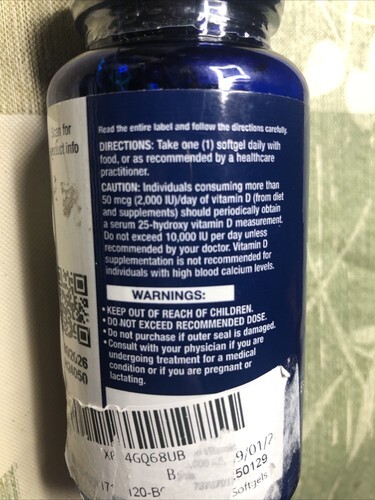 Scan for
product info
Read the entire label and follow the directions carefully.
DIRECTIONS: Take one (1) softgel daily with
food, or as recommended by a healthcare
practitioner.
CAUTION: Individuals consuming more than
50 mcg (2,000 IU)/day of vitamin D (from diet
and supplements) should periodically obtain
a serum 25-hydroxy vitamin D measurement.
Do not exceed 10,000 IU per day unless
recommended by your doctor. Vitamin D
supplementation is not recommended for
individuals with high blood calcium levels.
WARNINGS:
• KEEP OUT OF REACH OF CHILDREN.
• DO NOT EXCEED RECOMMENDED DOSE.
• Do not purchase if outer seal is damaged.
• Consult with your physician if you are
undergoing treatment for a medical
condition or if you are pregnant or
lactating.
4GQ68UB
B
9/01/2
50129
Softgels